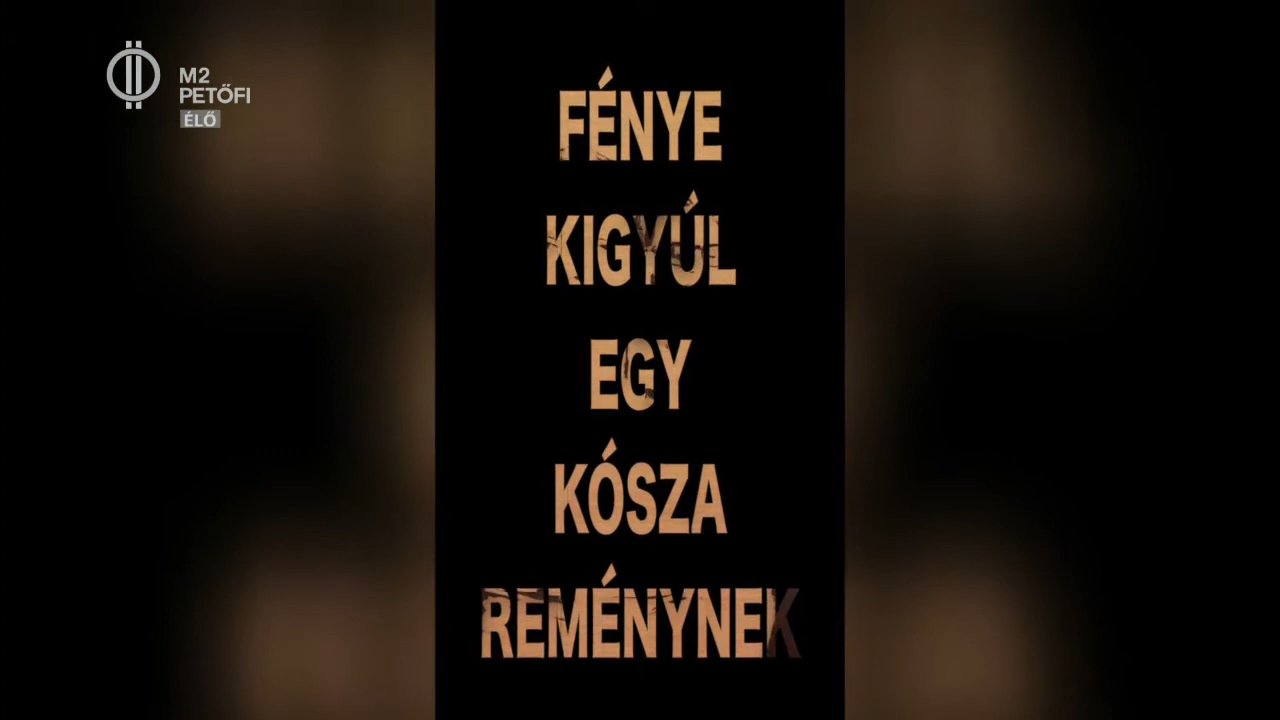 M2
PETŐFI
ÉLŐ
FÉNYE
KIGYÚL
EGY
KÓSZA
REMÉNYNEK